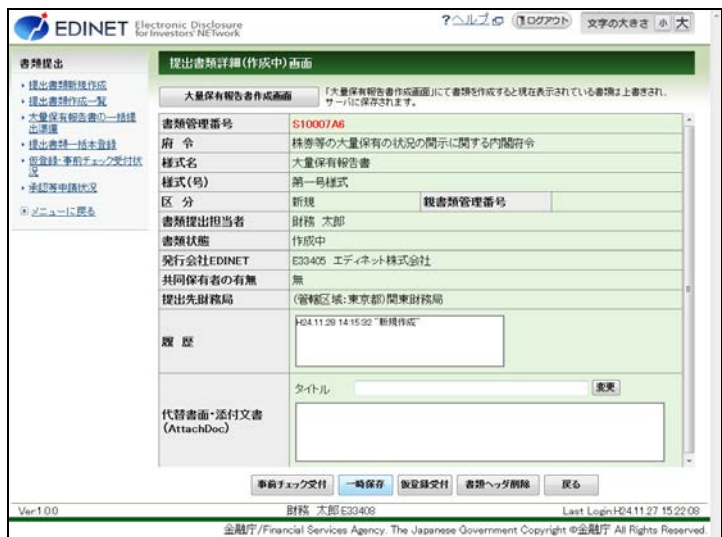 EDINET Electronic Disclosure for Investors' NETwork
?ヘルプ ログアウト 文字の大きさ 小 大
書類提出
・提出書類新規作成
・提出書類作成一覧
・大量保有報告書の一括提出準備
・提出書類一括本登録
・仮登録・事前チェック受付状況
・承認等申請状況
メニューに戻る
提出書類詳細(作成中)画面
大量保有報告書作成画面
「大量保有報告書作成画面」にて書類を作成すると現在表示されている書類は上書きされ、
サーバに保存されます。
書類管理番号 S10007A6
府 令 株券等の大量保有の状況の開示に関する内閣府令
様式名 大量保有報告書
様式(号) 第一号様式
区 分 新規 親書類管理番号
書類提出担当者 財務 太郎
書類状態 作成中
発行会社EDINET E33405 エディネット株式会社
共同保有者の有無 無
提出先財務局 (管轄区域:東京都)関東財務局
履 歴 H24.11.28 14:15:32 "新規作成"
代替書面・添付文書
(AttachDoc)
タイトル 変更
事前チェック受付 一時保存 仮登録受付 書類ヘッダ削除 戻る
Ver.1.0.0 財務 太郎 E33408 Last Login:H24.11.27 15:22:08
金融庁/Financial Services Agency. The Japanese Government Copyright ©金融庁 All Rights Reserved.